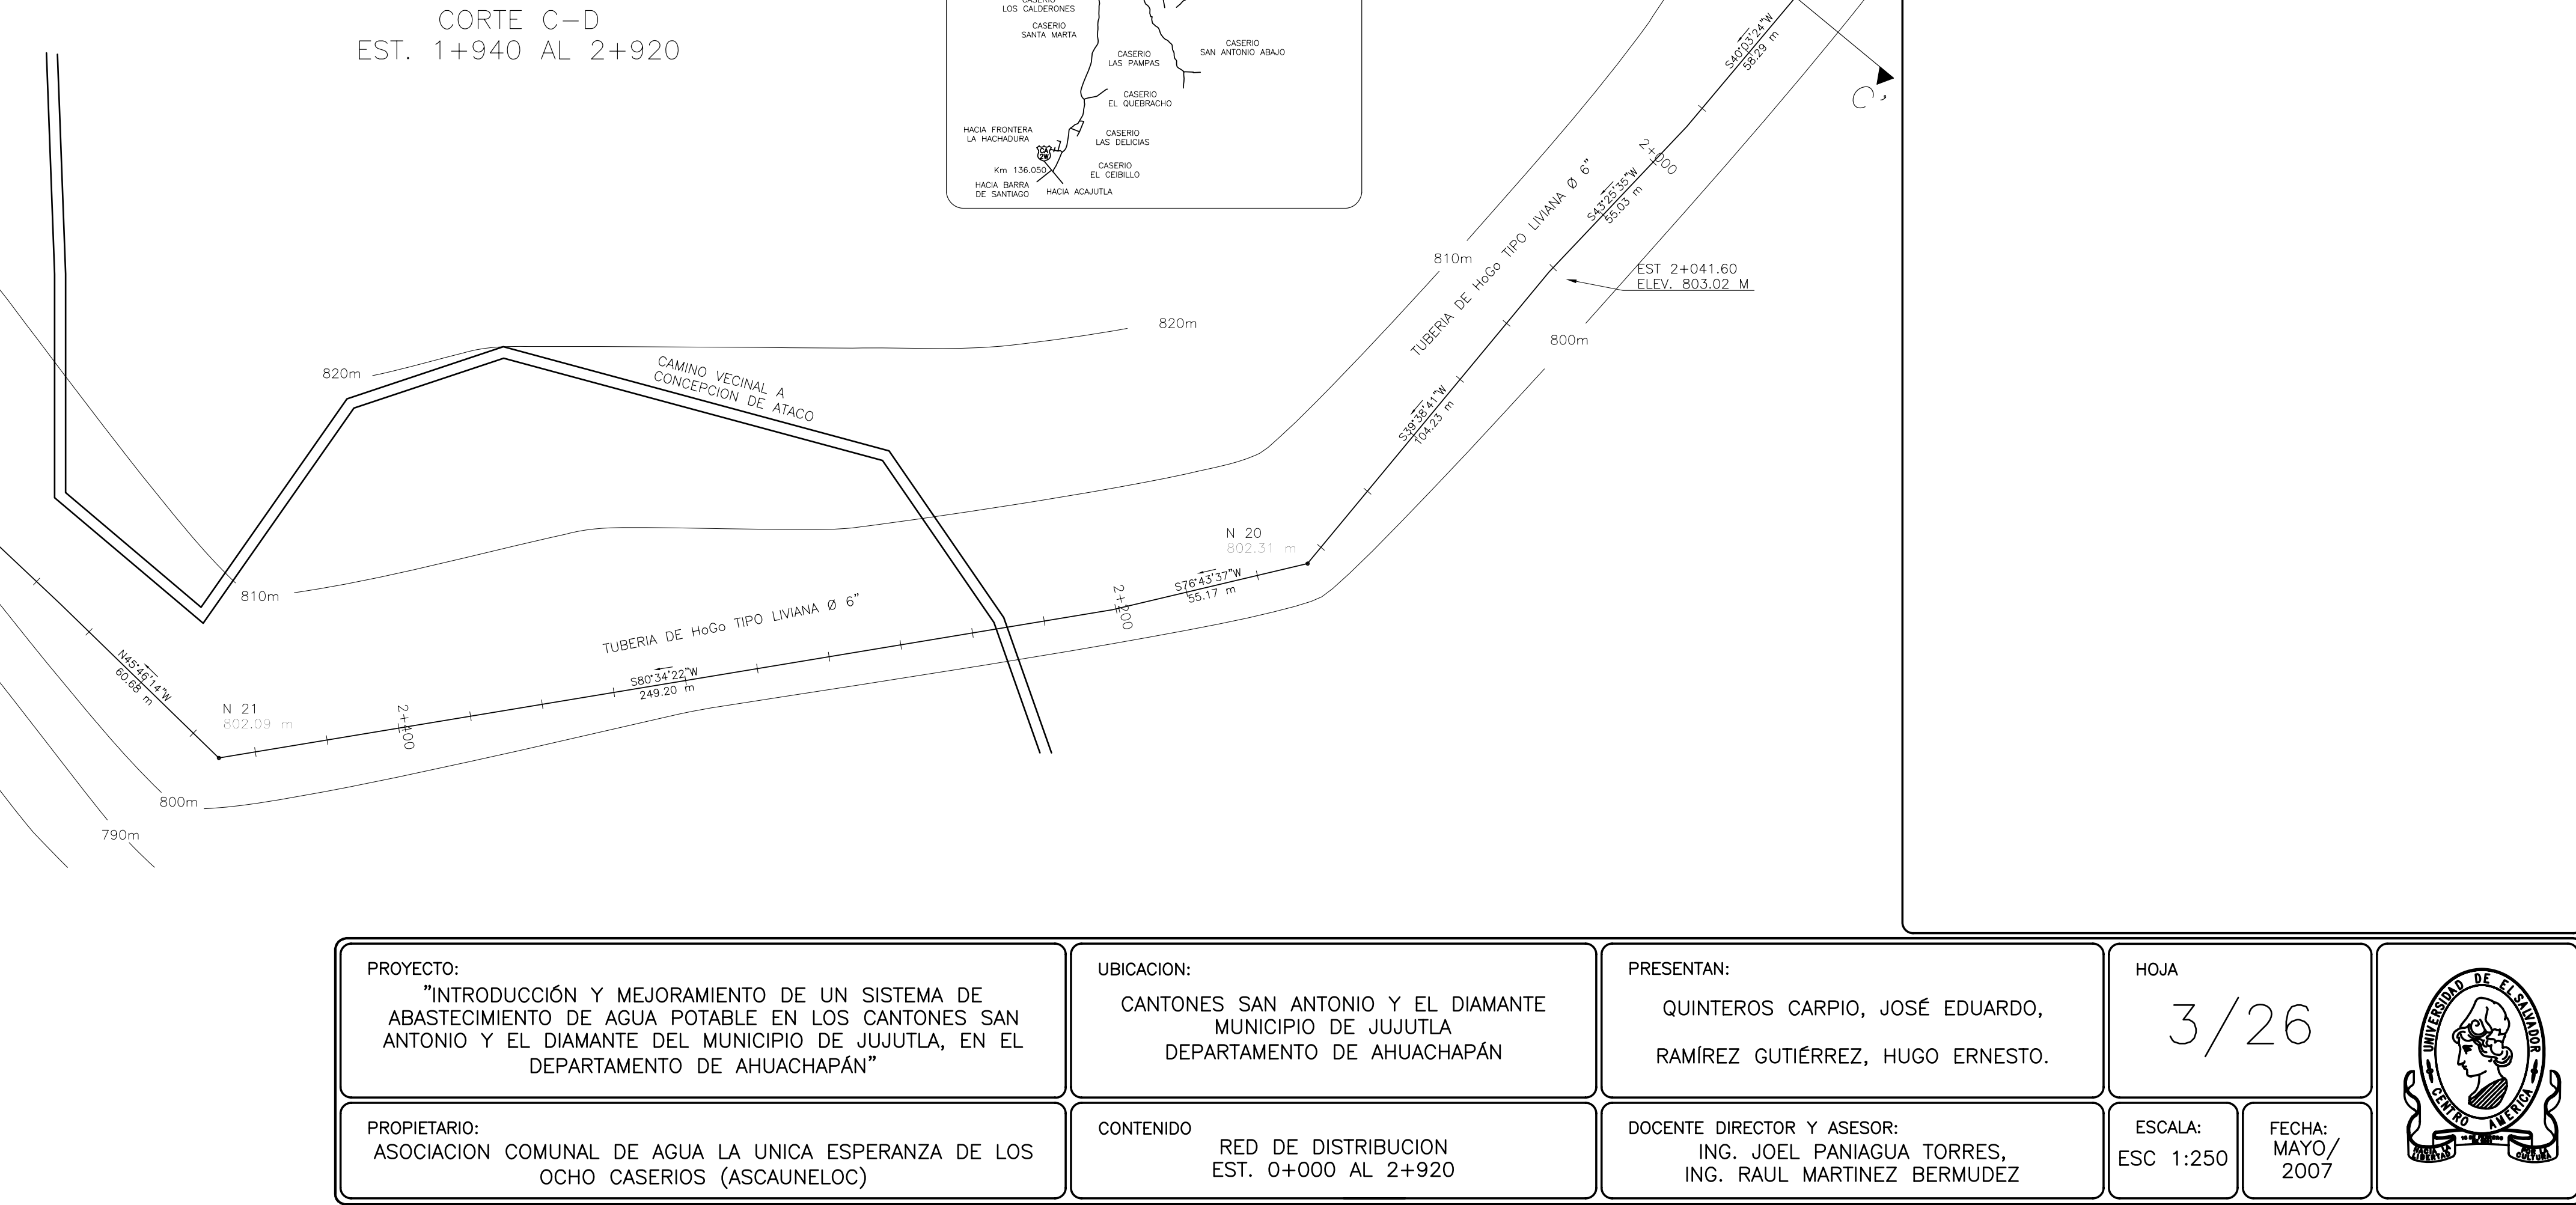 CORTE C-D
EST. 1+940 AL 2+920
LOS CALDERONES
CASERIO
SANTA MARTA
CASERIO
LAS PAMPAS
CASERIO
SAN ANTONIO ABAJO
CASERIO
EL QUEBRACHO
HACIA FRONTERA
LA HACHADURA
CASERIO
LAS DELICIAS
Km 136.050
CASERIO
EL CEIBILLO
HACIA BARRA
DE SANTIAGO
HACIA ACAJUTLA
S40°03'24"W
58.29 m
C'
2+000
S43°25'35"W
55.03 m
TUBERIA DE HoGo TIPO LIVIANA Ø 6"
810m
EST 2+041.60
ELEV. 803.02 M
800m
820m
820m
CAMINO VECINAL A
CONCEPCION DE ATACO
S39°38'41"W
104.23 m
N 20
802.31 m
S76°43'37"W
55.17 m
2+200
810m
TUBERIA DE HoGo TIPO LIVIANA Ø 6"
S80°34'22"W
249.20 m
N45°46'14"W
60.68 m
N 21
802.09 m
2+400
800m
790m
PROYECTO:
"INTRODUCCIÓN Y MEJORAMIENTO DE UN SISTEMA DE
ABASTECIMIENTO DE AGUA POTABLE EN LOS CANTONES SAN
ANTONIO Y EL DIAMANTE DEL MUNICIPIO DE JUJUTLA, EN EL
DEPARTAMENTO DE AHUACHAPÁN"
UBICACION:
CANTONES SAN ANTONIO Y EL DIAMANTE
MUNICIPIO DE JUJUTLA
DEPARTAMENTO DE AHUACHAPÁN
PRESENTAN:
QUINTEROS CARPIO, JOSÉ EDUARDO,
RAMÍREZ GUTIÉRREZ, HUGO ERNESTO.
HOJA
3/26
PROPIETARIO:
ASOCIACION COMUNAL DE AGUA LA UNICA ESPERANZA DE LOS
OCHO CASERIOS (ASCAUNELOC)
CONTENIDO
RED DE DISTRIBUCION
EST. 0+000 AL 2+920
DOCENTE DIRECTOR Y ASESOR:
ING. JOEL PANIAGUA TORRES,
ING. RAUL MARTINEZ BERMUDEZ
ESCALA:
ESC 1:250
FECHA:
MAYO/
2007
UNIVERSIDAD DE EL SALVADOR
CENTRO AMERICA
HACIA LA
LIBERTAD
POR LA
CULTURA